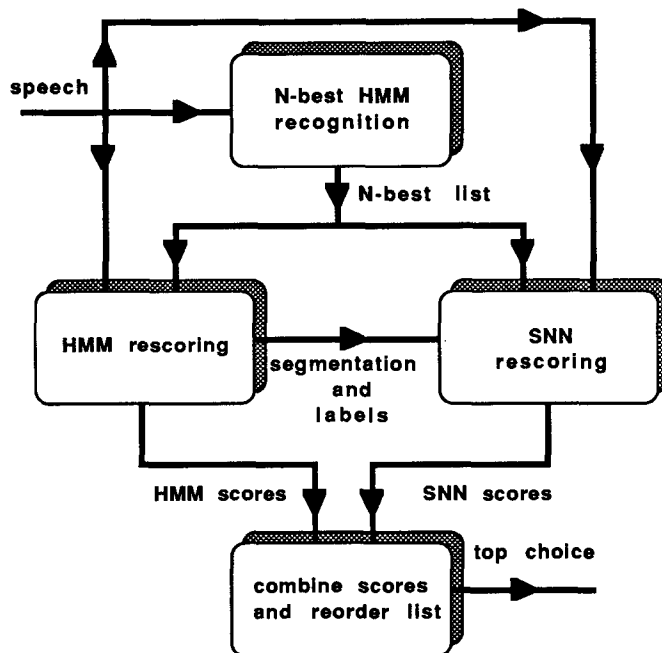 speech
N-best HMM
recognition
N-best list
HMM rescoring
segmentation
and
labels
SNN
rescoring
HMM scores
SNN scores
combine scores
and reorder list
top choice